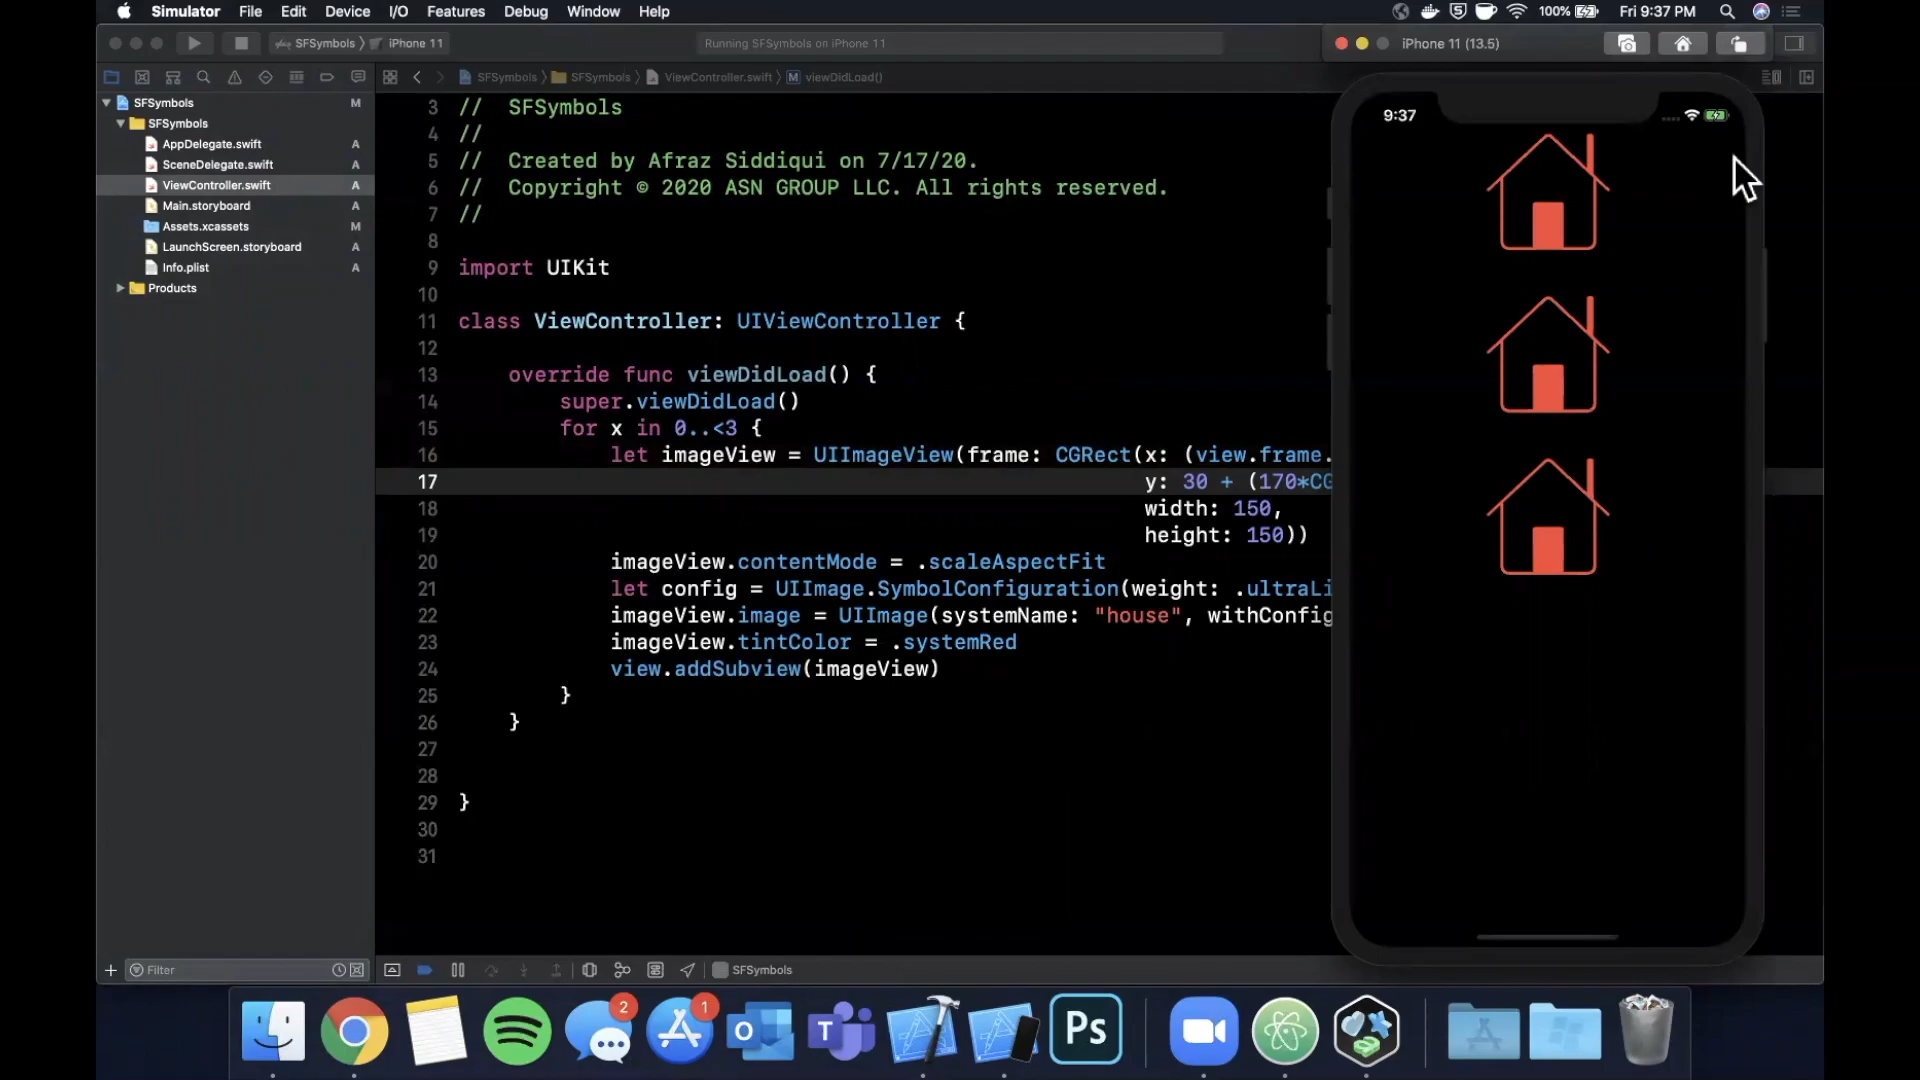 Simulator File Edit Device I/O Features Debug Window Help 100% Fri 9:37 PM
SFSymbols iPhone 11 Running SFSymbols on iPhone 11 iPhone 11 (13.5)
SFSymbols SFSymbols ViewController.swift M viewDidLoad()
SFSymbols M
SFSymbols
AppDelegate.swift A
SceneDelegate.swift A
ViewController.swift A
Main.storyboard A
Assets.xcassets M
LaunchScreen.storyboard A
Info.plist A
Products
3 // SFSymbols
4 //
5 // Created by Afraz Siddiqui on 7/17/20.
6 // Copyright © 2020 ASN GROUP LLC. All rights reserved.
7 //
8
9 import UIKit
10
11 class ViewController: UIViewController {
12
13 override func viewDidLoad() {
14 super.viewDidLoad()
15 for x in 0..<3 {
16 let imageView = UIImageView(frame: CGRect(x: (view.frame.
17 y: 30 + (170*CG
18 width: 150,
19 height: 150))
20 imageView.contentMode = .scaleAspectFit
21 let config = UIImage.SymbolConfiguration(weight: .ultraLi
22 imageView.image = UIImage(systemName: "house", withConfig
23 imageView.tintColor = .systemRed
24 view.addSubview(imageView)
25 }
26 }
27
28
29 }
30
31
9:37
Filter
SFSymbols
2
1
O
T
Ps